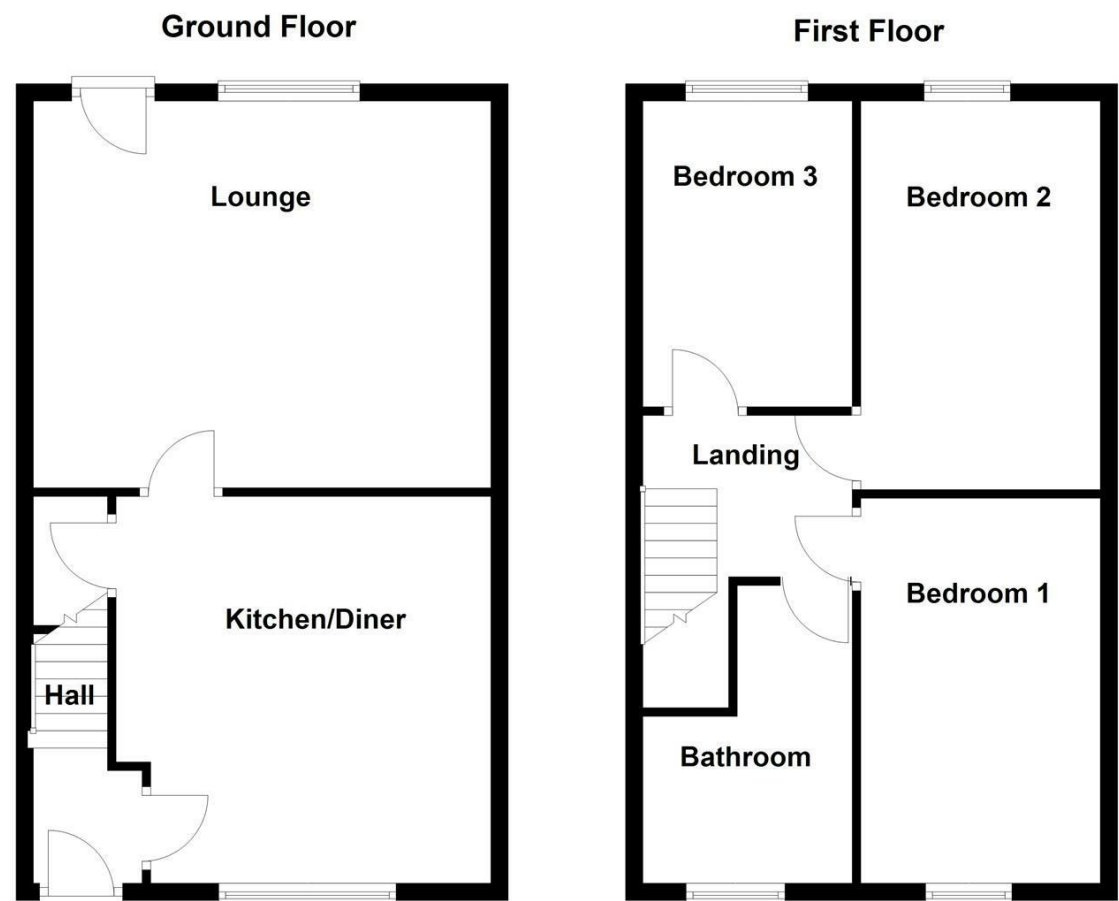 Ground Floor
Lounge
Kitchen/Diner
Hall
First Floor
Bedroom 3
Bedroom 2
Landing
Bedroom 1
Bathroom